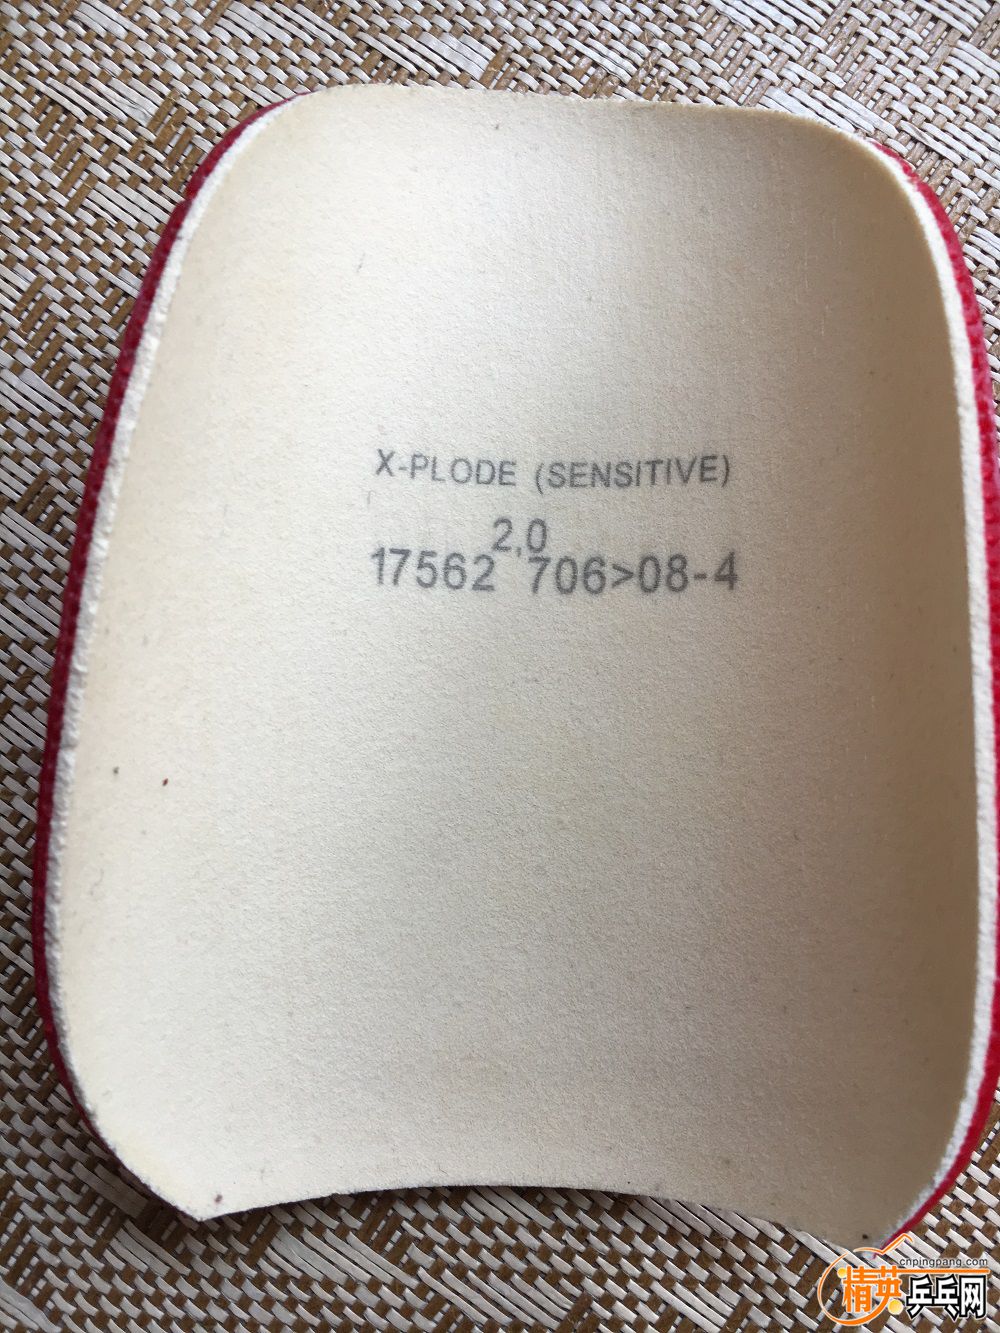 X-PLODE (SENSITIVE)
2,0
17562 706>08-4
cnpingpang.com
精英乒乓网